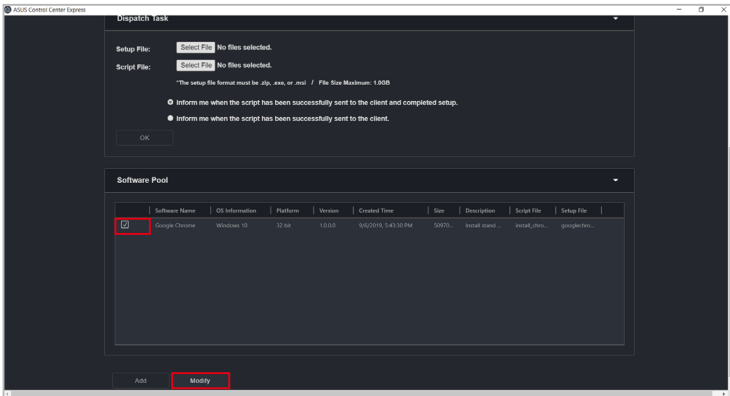 ASUS Control Center Express
Dispatch Task
Setup File: Select File No files selected.
Script File: Select File No files selected.
*The setup file format must be .zip, .exe, or .msi / File Size Maximum: 1.0GB
Inform me when the script has been successfully sent to the client and completed setup.
Inform me when the script has been successfully sent to the client.
OK
Software Pool
Software Name OS Information Platform Version Created Time Size Description Script File Setup File
Google Chrome Windows 10 32 bit 1.0.0.0 9/6/2019, 5:43:30 PM 50970... install stand ... install_chro... googlechro...
Add Modify